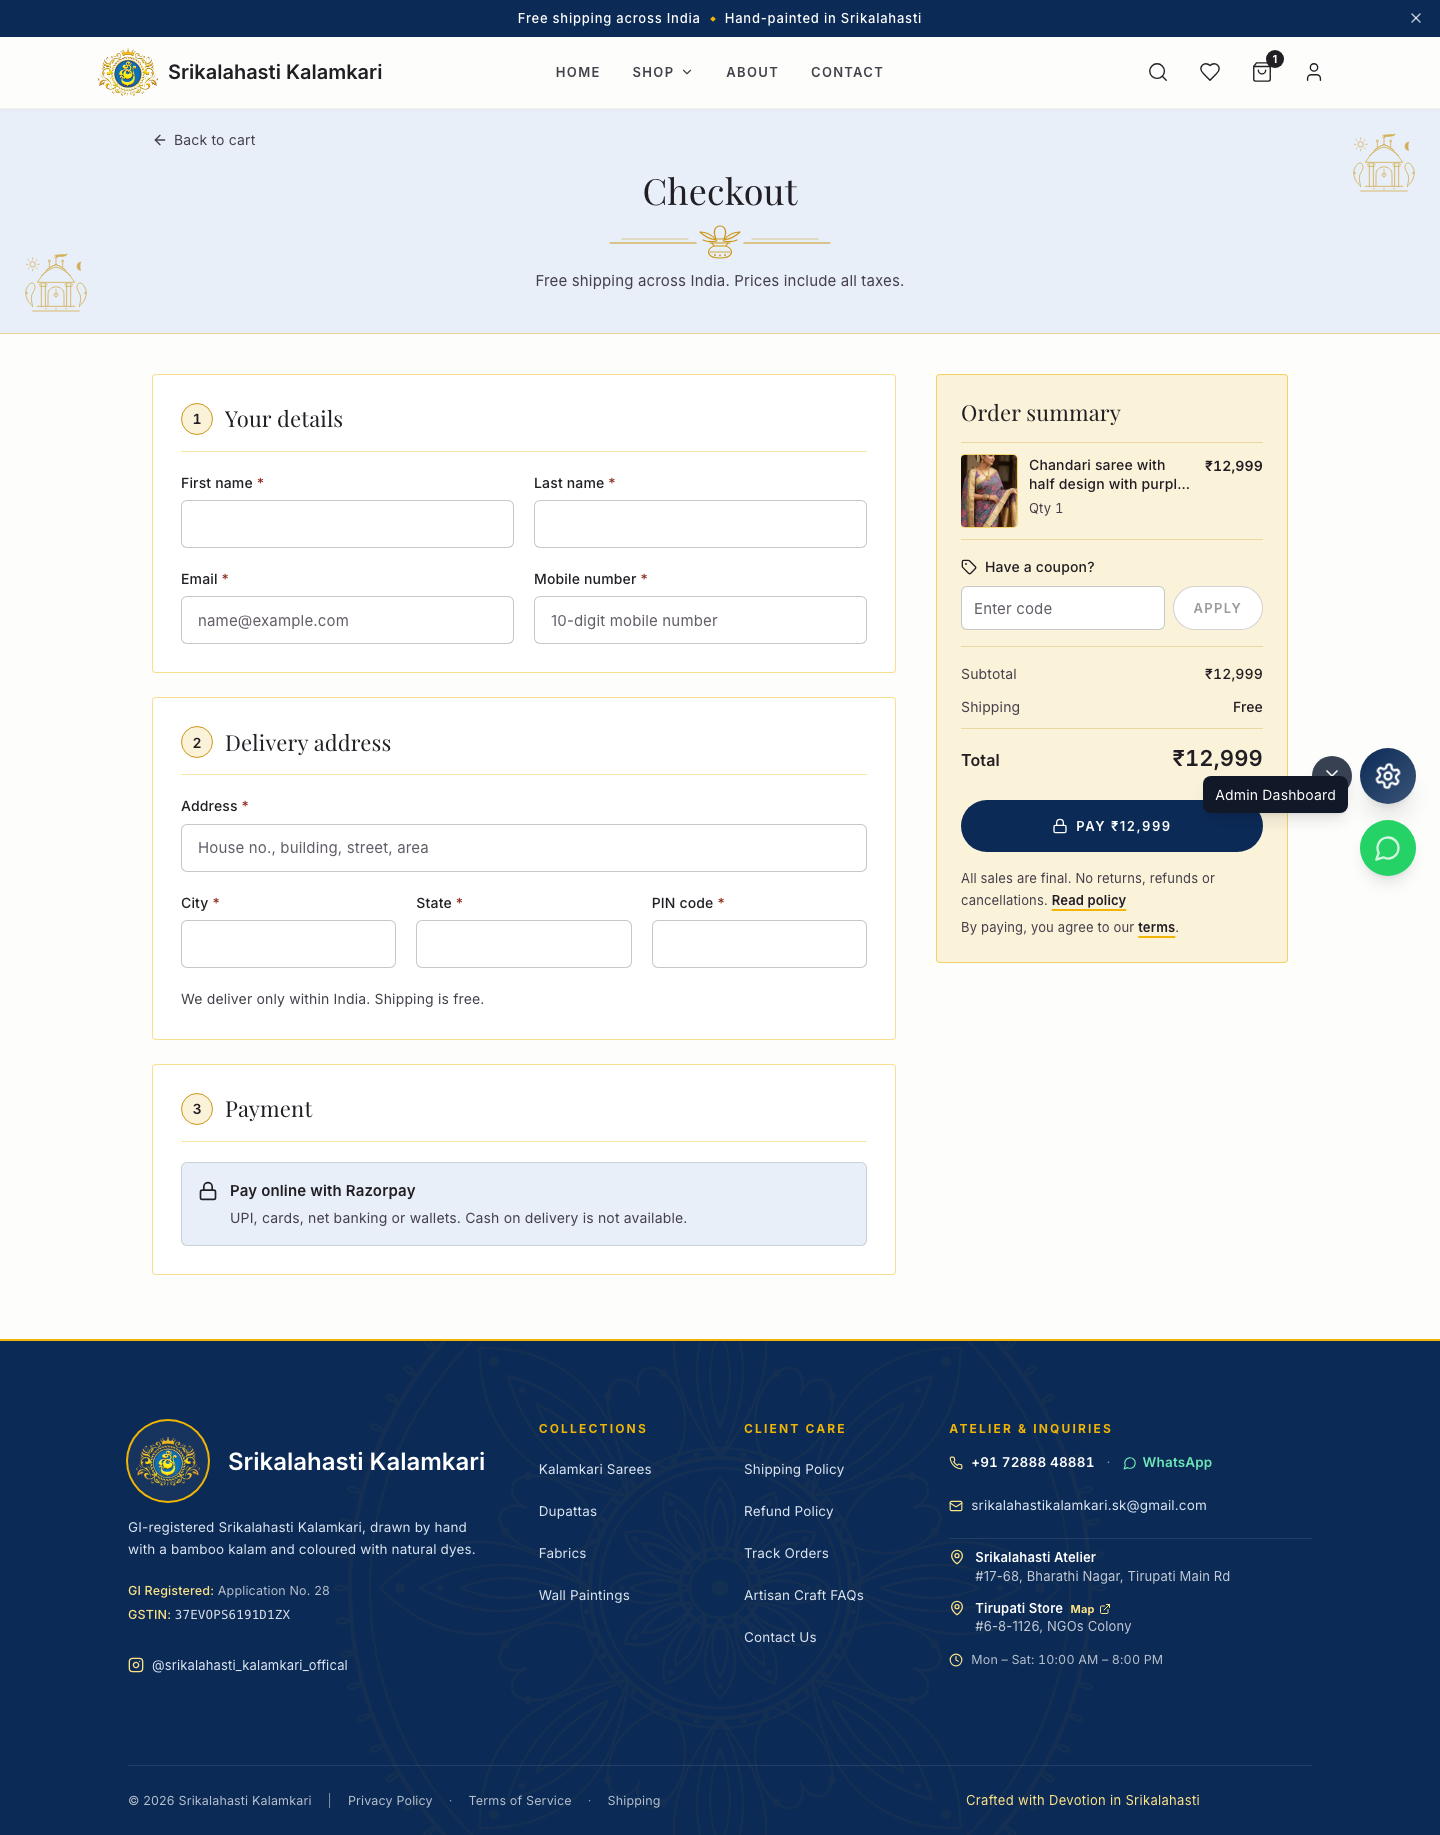 Free shipping across India • Hand-painted in Srikalahasti
Srikalahasti Kalamkari
HOME
SHOP
ABOUT
CONTACT
1
Back to cart
Checkout
Free shipping across India. Prices include all taxes.
1 Your details
First name *
Last name *
Email *
Mobile number *
name@example.com
10-digit mobile number
2 Delivery address
Address *
House no., building, street, area
City *
State *
PIN code *
We deliver only within India. Shipping is free.
3 Payment
Pay online with Razorpay
UPI, cards, net banking or wallets. Cash on delivery is not available.
Order summary
Chandari saree with
half design with purpl...
₹12,999
Qty 1
Have a coupon?
Enter code
APPLY
Subtotal ₹12,999
Shipping Free
Total ₹12,999
Admin Dashboard
PAY ₹12,999
All sales are final. No returns, refunds or
cancellations. Read policy
By paying, you agree to our terms.
Srikalahasti Kalamkari
GI-registered Srikalahasti Kalamkari, drawn by hand
with a bamboo kalam and coloured with natural dyes.
GI Registered: Application No. 28
GSTIN: 37EVOPS6191D1ZX
@srikalahasti_kalamkari_offical
COLLECTIONS
Kalamkari Sarees
Dupattas
Fabrics
Wall Paintings
CLIENT CARE
Shipping Policy
Refund Policy
Track Orders
Artisan Craft FAQs
Contact Us
ATELIER & INQUIRIES
+91 72888 48881 · WhatsApp
srikalahastikalamkari.sk@gmail.com
Srikalahasti Atelier
#17-68, Bharathi Nagar, Tirupati Main Rd
Tirupati Store Map
#6-8-1126, NGOs Colony
Mon – Sat: 10:00 AM – 8:00 PM
© 2026 Srikalahasti Kalamkari | Privacy Policy · Terms of Service · Shipping
Crafted with Devotion in Srikalahasti